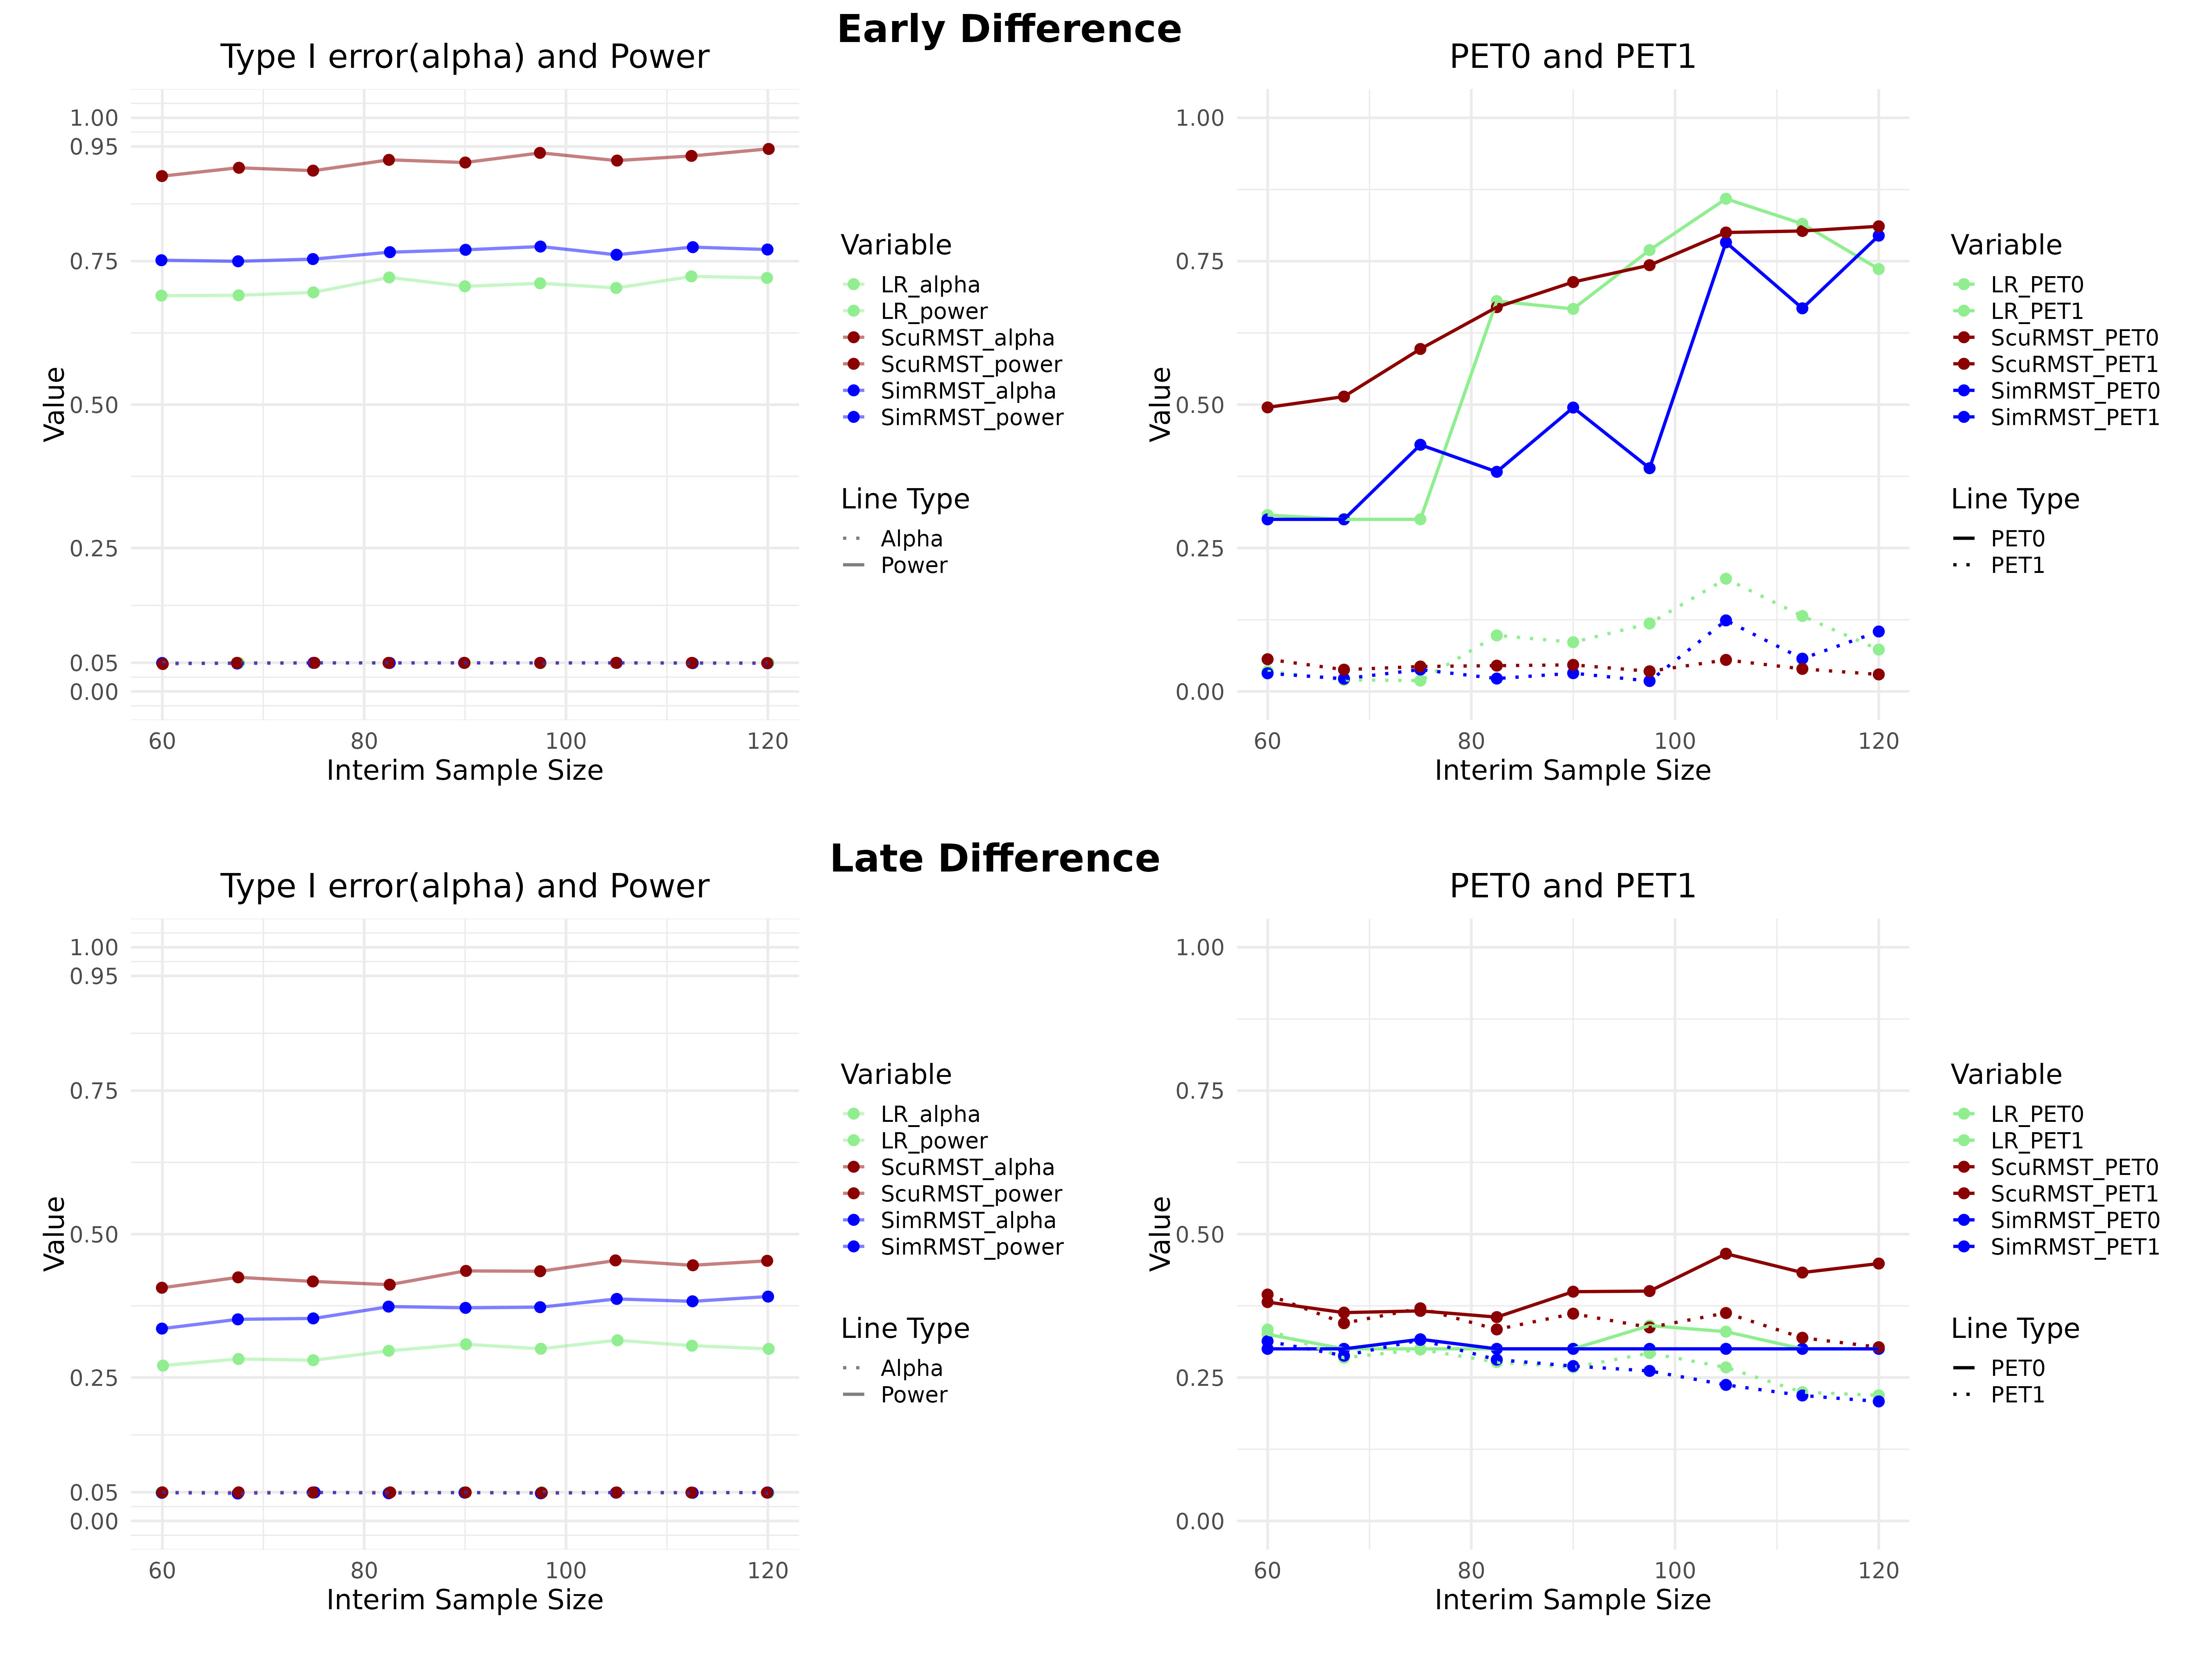 Early Difference
Type I error(alpha) and Power
Value
1.00
0.95
0.75
0.50
0.25
0.05
0.00
60 80 100 120
Interim Sample Size
Variable
LR_alpha
LR_power
ScuRMST_alpha
ScuRMST_power
SimRMST_alpha
SimRMST_power
Line Type
Alpha
Power
PET0 and PET1
Value
1.00
0.75
0.50
0.25
0.00
60 80 100 120
Interim Sample Size
Variable
LR_PET0
LR_PET1
ScuRMST_PET0
ScuRMST_PET1
SimRMST_PET0
SimRMST_PET1
Line Type
PET0
PET1
Late Difference
Type I error(alpha) and Power
Value
1.00
0.95
0.75
0.50
0.25
0.05
0.00
60 80 100 120
Interim Sample Size
Variable
LR_alpha
LR_power
ScuRMST_alpha
ScuRMST_power
SimRMST_alpha
SimRMST_power
Line Type
Alpha
Power
PET0 and PET1
Value
1.00
0.75
0.50
0.25
0.00
60 80 100 120
Interim Sample Size
Variable
LR_PET0
LR_PET1
ScuRMST_PET0
ScuRMST_PET1
SimRMST_PET0
SimRMST_PET1
Line Type
PET0
PET1